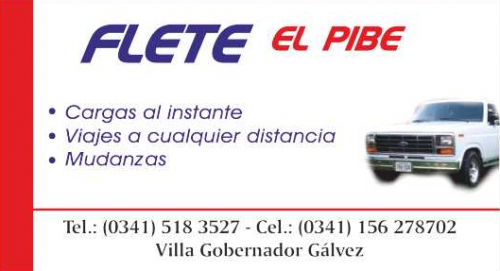 FLETE EL PIBE
• Cargas al instante
• Viajes a cualquier distancia
• Mudanzas
Tel.: (0341) 518 3527 - Cel.: (0341) 156 278702
Villa Gobernador Gálvez